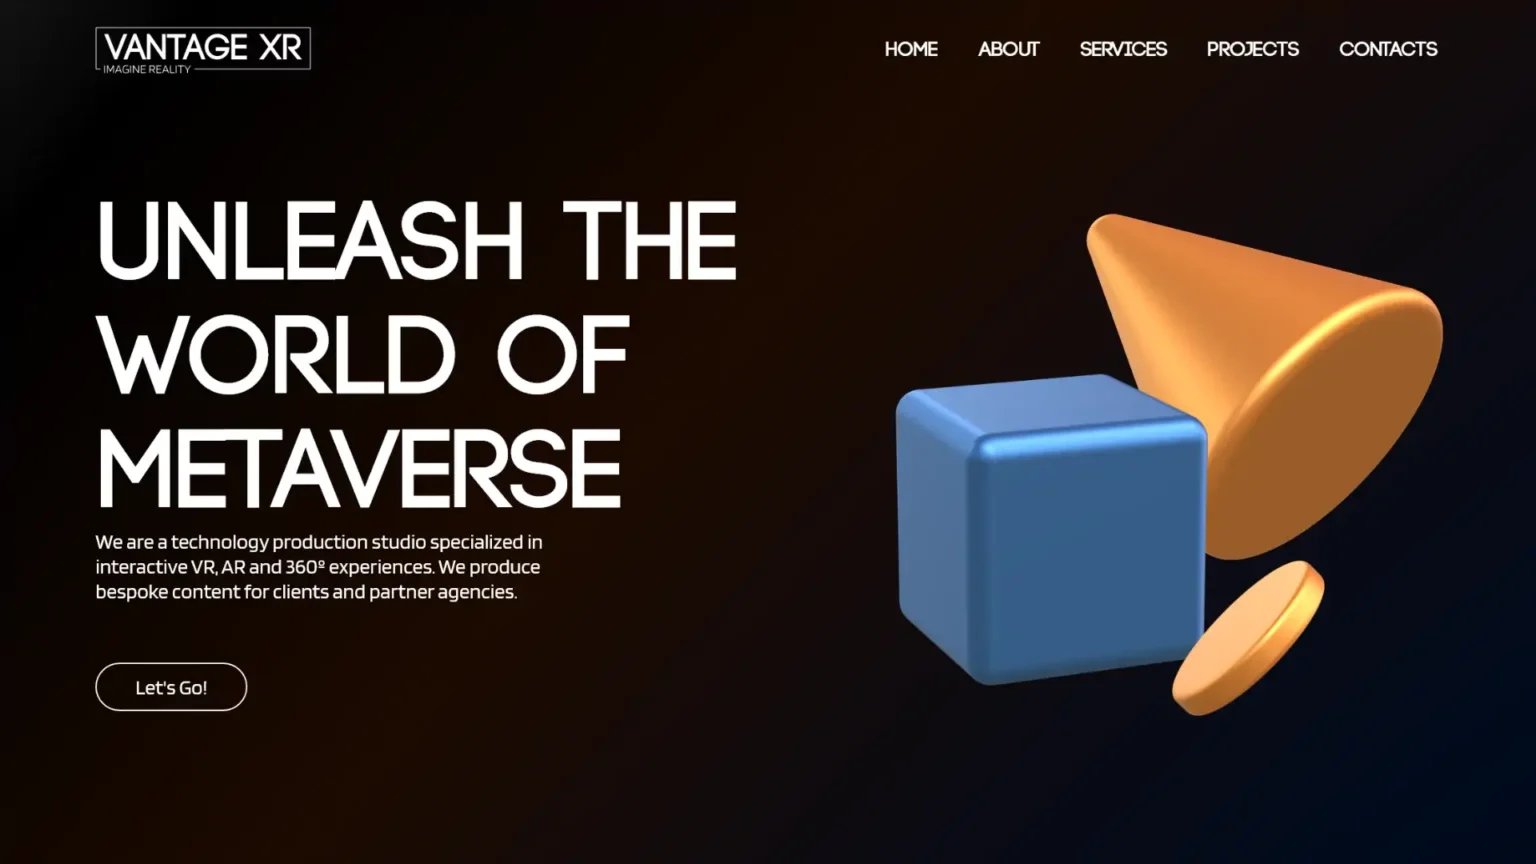 VANTAGE XR
IMAGINE REALITY
HOME ABOUT SERVICES PROJECTS CONTACTS
UNLEASH THE
WORLD OF
METAVERSE
We are a technology production studio specialized in
interactive VR, AR and 360º experiences. We produce
bespoke content for clients and partner agencies.
Let's Go!